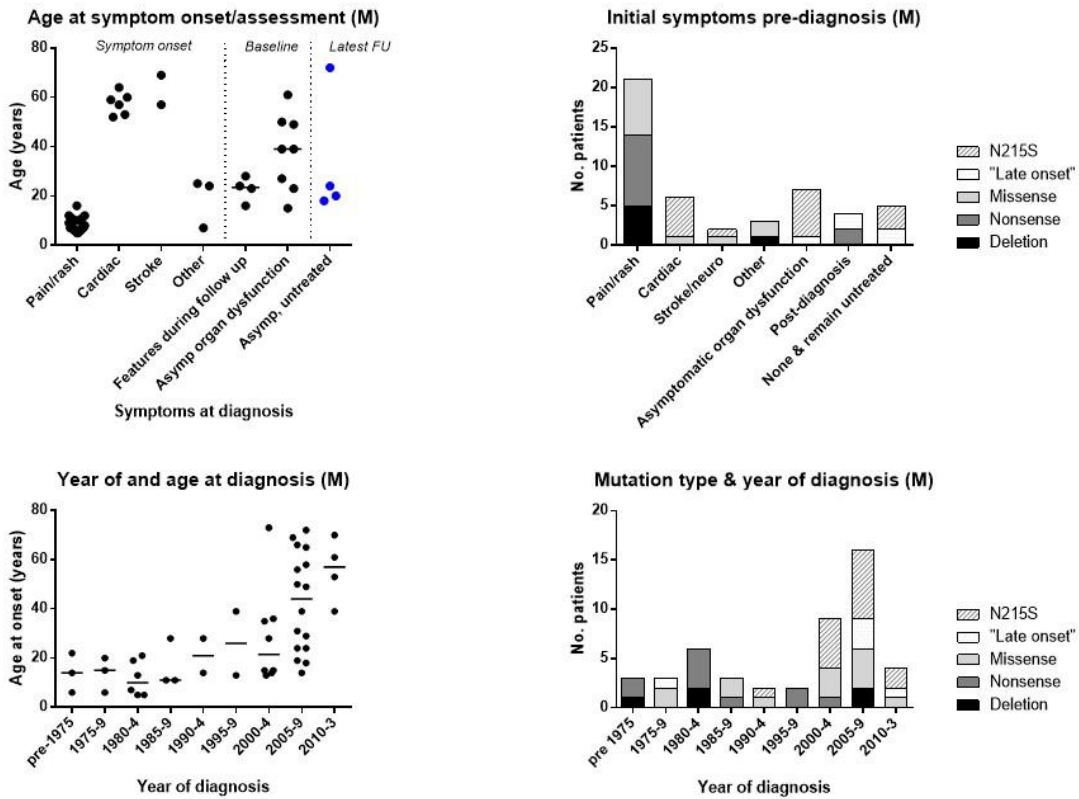 Age at symptom onset/assessment (M)
Symptom onset
Baseline
Latest FU
80
60
40
20
0
Age (years)
Pain/rash
Cardiac
Stroke
Other
Features during follow up
Asymp organ dysfunction
Asymp, untreated
Symptoms at diagnosis
Initial symptoms pre-diagnosis (M)
25
20
15
10
5
0
No. patients
Pain/rash
Cardiac
Stroke/neuro
Other
Asymptomatic organ dysfunction
Post-diagnosis
None & remain untreated
N215S
"Late onset"
Missense
Nonsense
Deletion
Year of and age at diagnosis (M)
80
60
40
20
0
Age at onset (years)
pre-1975
1975-9
1980-4
1985-9
1990-4
1995-9
2000-4
2005-9
2010-3
Year of diagnosis
Mutation type & year of diagnosis (M)
20
15
10
5
0
No. patients
pre 1975
1975-9
1980-4
1985-9
1990-4
1995-9
2000-4
2005-9
2010-3
Year of diagnosis
N215S
"Late onset"
Missense
Nonsense
Deletion